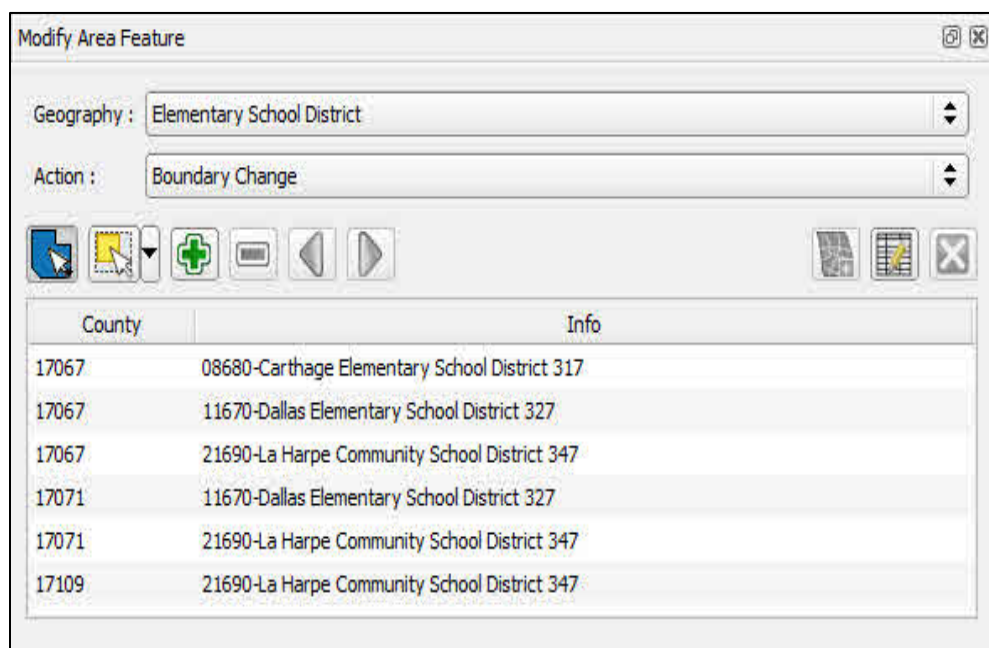 Modify Area Feature
Geography : Elementary School District
Action : Boundary Change
County Info
17067 08680-Carthage Elementary School District 317
17067 11670-Dallas Elementary School District 327
17067 21690-La Harpe Community School District 347
17071 11670-Dallas Elementary School District 327
17071 21690-La Harpe Community School District 347
17109 21690-La Harpe Community School District 347